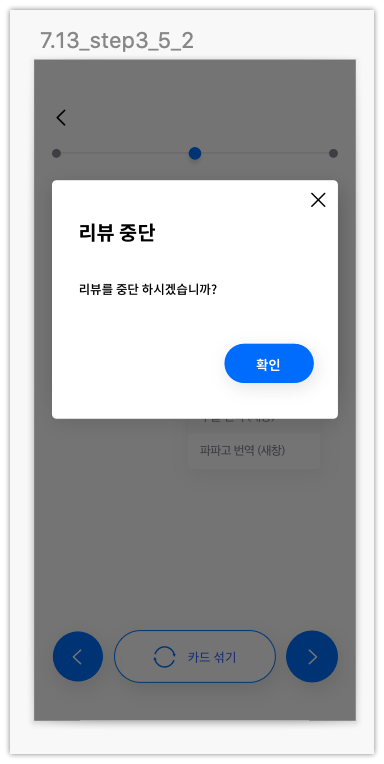 7.13_step3_5_2
리뷰 중단
리뷰를 중단 하시겠습니까?
확인
파파고 번역 (새창)
카드 섞기